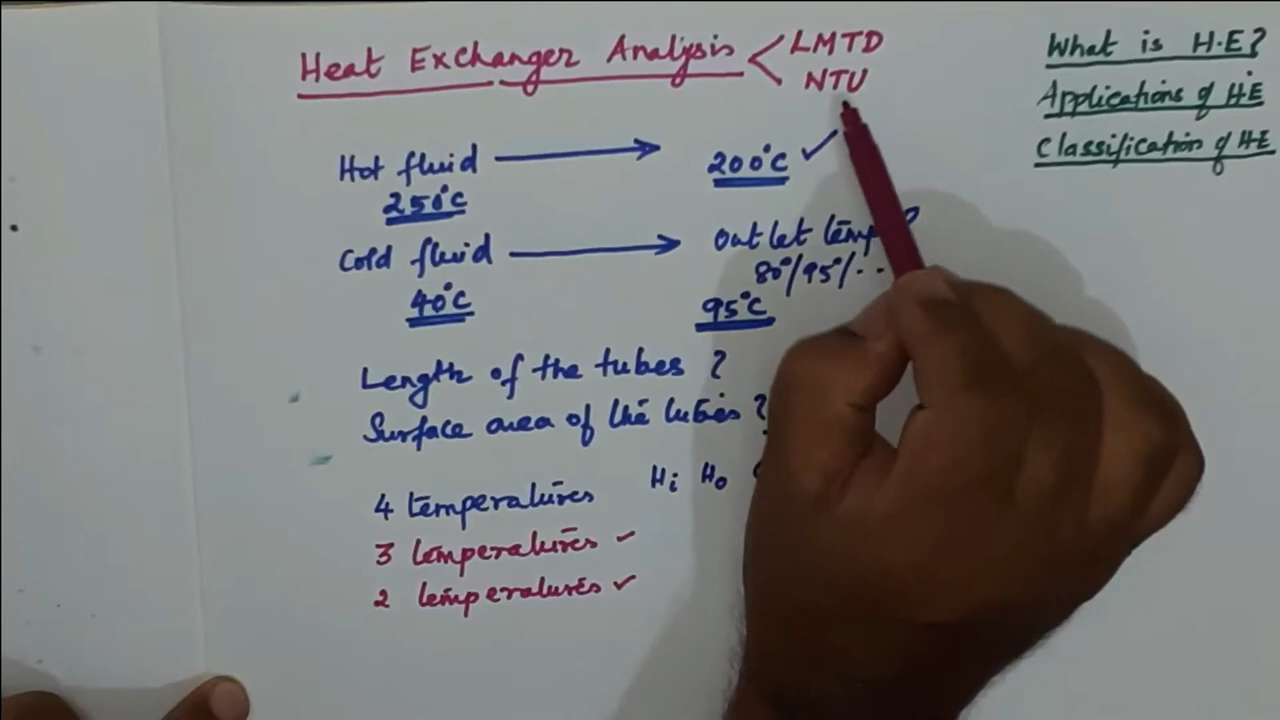 Heat Exchanger Analysis < LMTD
NTU
What is H.E?
Applications of HE
Classification of HE
Hot fluid → 200°C ✓
250°C
Cold fluid → Outlet temp ?
40°C
80°/95°/..
95°C
Length of the tubes ?
Surface area of the tubes ?
4 temperatures Hi Ho
3 temperatures ✓
2 temperatures ✓